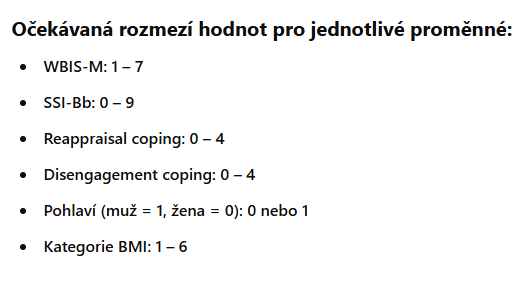 Očekávaná rozmezí hodnot pro jednotlivé proměnné:
• WBIS-M: 1 – 7
• SSI-Bb: 0 – 9
• Reappraisal coping: 0 – 4
• Disengagement coping: 0 – 4
• Pohlaví (muž = 1, žena = 0): 0 nebo 1
• Kategorie BMI: 1 – 6